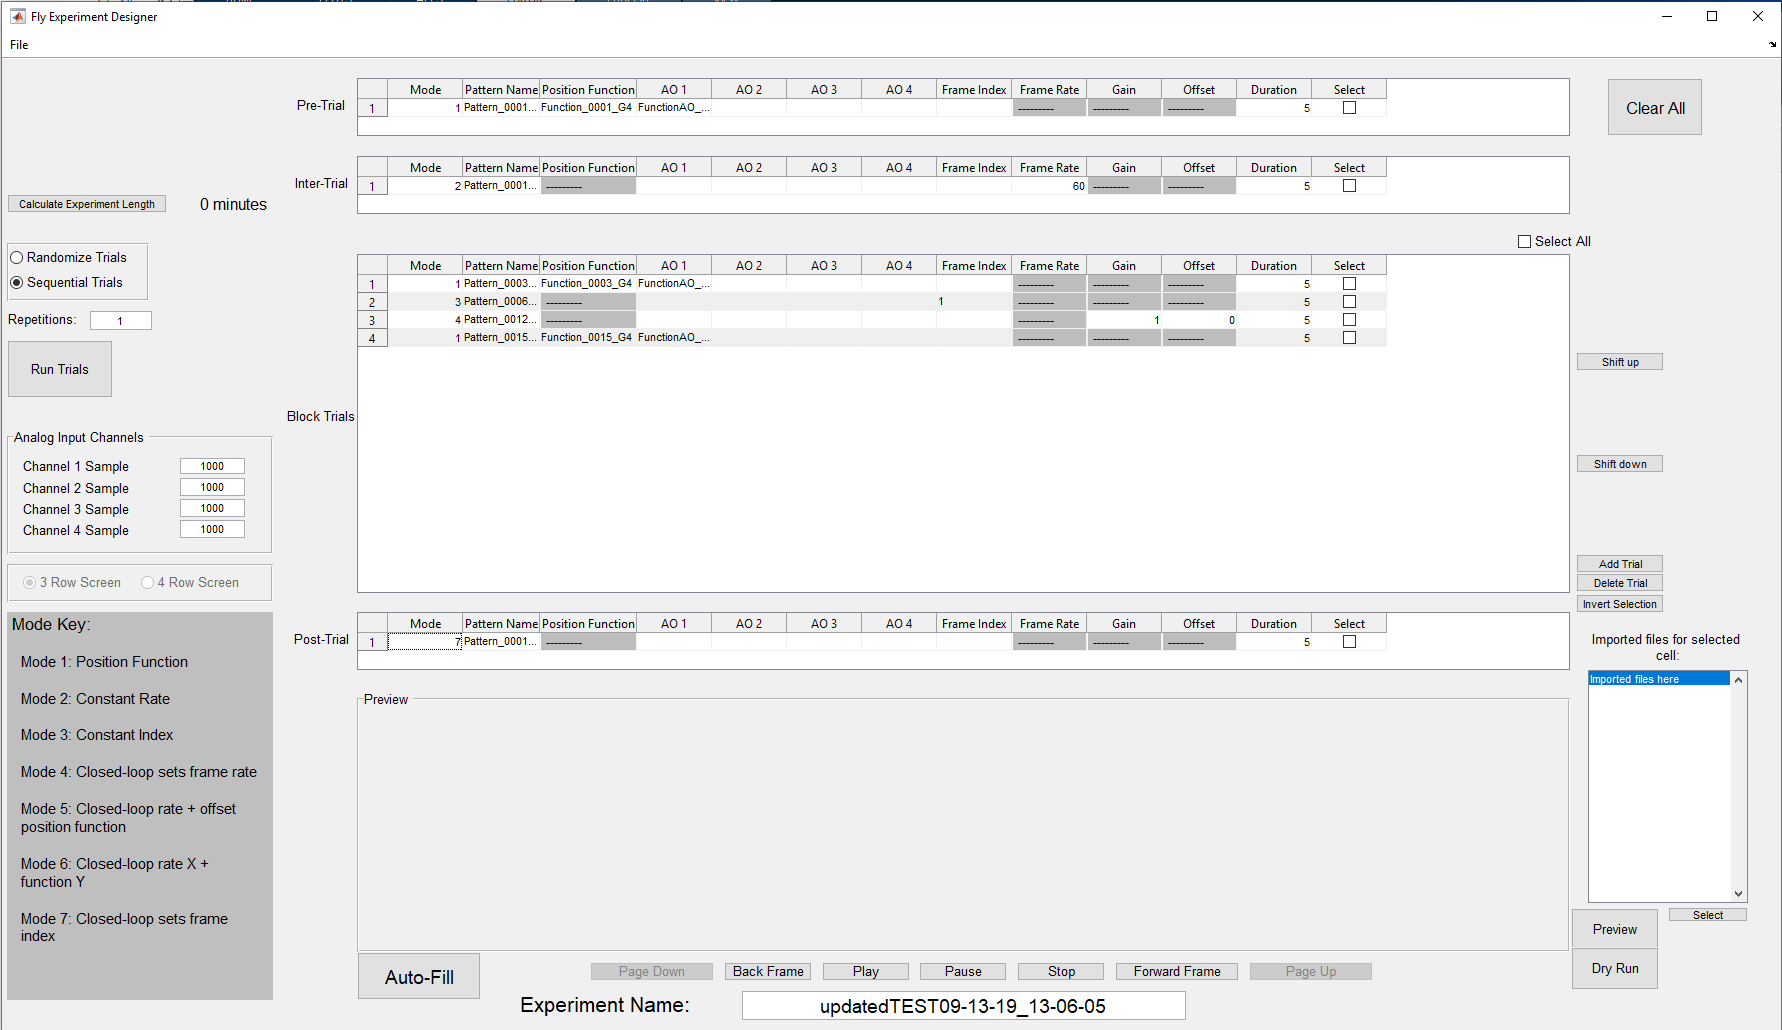 Fly Experiment Designer
File
Pre-Trial
Mode Pattern Name Position Function AO 1 AO 2 AO 3 AO 4 Frame Index Frame Rate Gain Offset Duration Select
1 1 Pattern_0001... Function_0001_G4 FunctionAO_... --------- --------- --------- 5
Clear All
Inter-Trial
Mode Pattern Name Position Function AO 1 AO 2 AO 3 AO 4 Frame Index Frame Rate Gain Offset Duration Select
1 2 Pattern_0001... --------- 60 --------- --------- 5
Calculate Experiment Length 0 minutes
Select All
Randomize Trials
Sequential Trials
Repetitions: 1
Run Trials
Block Trials
Mode Pattern Name Position Function AO 1 AO 2 AO 3 AO 4 Frame Index Frame Rate Gain Offset Duration Select
1 1 Pattern_0003... Function_0003_G4 FunctionAO_... --------- --------- --------- 5
2 3 Pattern_0006... --------- 1 --------- --------- --------- 5
3 4 Pattern_0012... --------- --------- 1 0 5
4 1 Pattern_0015... Function_0015_G4 FunctionAO_... --------- --------- --------- 5
Shift up
Shift down
Add Trial
Delete Trial
Invert Selection
Analog Input Channels
Channel 1 Sample 1000
Channel 2 Sample 1000
Channel 3 Sample 1000
Channel 4 Sample 1000
3 Row Screen 4 Row Screen
Mode Key:
Mode 1: Position Function
Mode 2: Constant Rate
Mode 3: Constant Index
Mode 4: Closed-loop sets frame rate
Mode 5: Closed-loop rate + offset
position function
Mode 6: Closed-loop rate X +
function Y
Mode 7: Closed-loop sets frame
index
Post-Trial
Mode Pattern Name Position Function AO 1 AO 2 AO 3 AO 4 Frame Index Frame Rate Gain Offset Duration Select
1 7 Pattern_0001... --------- --------- --------- --------- 5
Imported files for selected
cell:
Imported files here
Select
Preview
Preview
Dry Run
Auto-Fill
Page Down Back Frame Play Pause Stop Forward Frame Page Up
Experiment Name: updatedTEST09-13-19_13-06-05